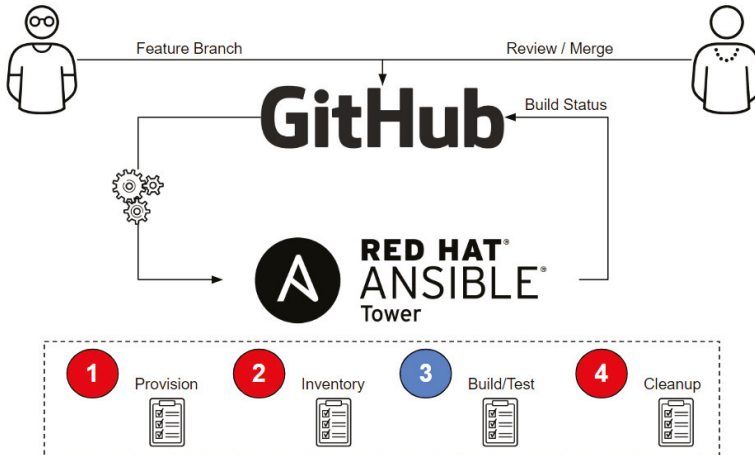 Feature Branch
Review / Merge
GitHub
Build Status
RED HAT®
ANSIBLE®
Tower
1
Provision
2
Inventory
3
Build/Test
4
Cleanup